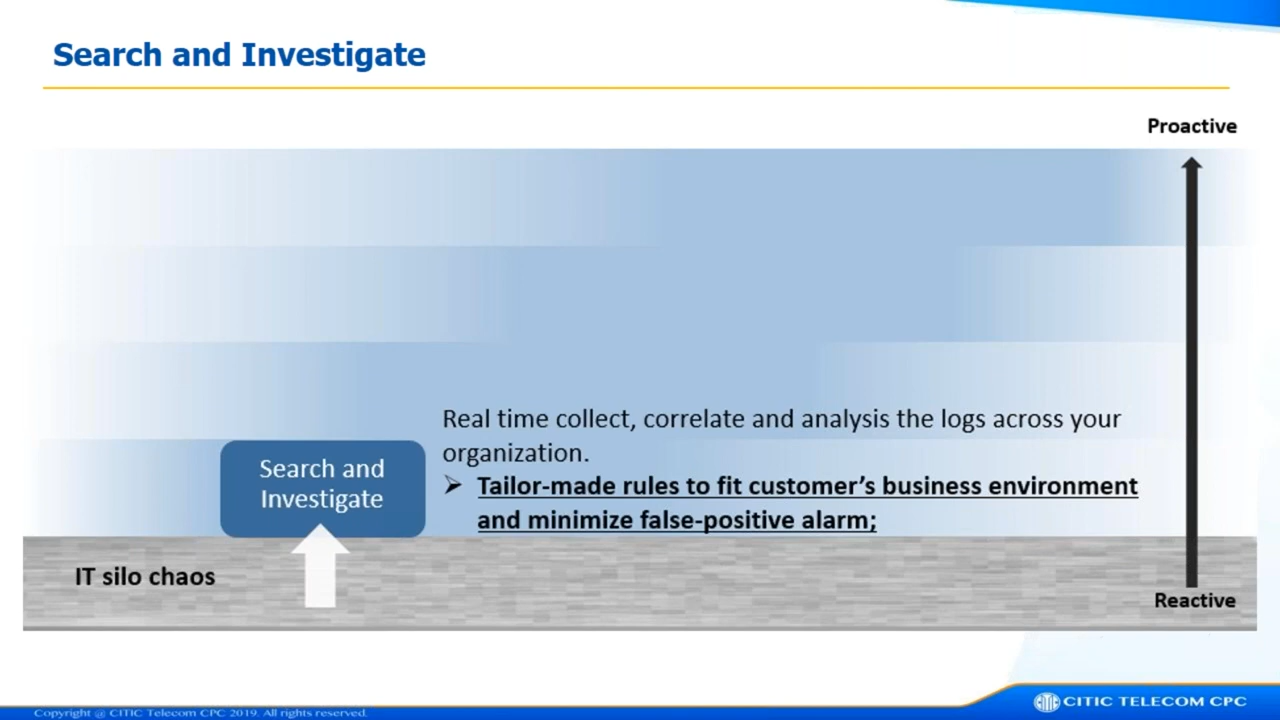 Search and Investigate
Proactive
Real time collect, correlate and analysis the logs across your
organization.
Search and
Investigate
➢ Tailor-made rules to fit customer’s business environment
and minimize false-positive alarm;
IT silo chaos
Reactive
CITIC TELECOM CPC
Copyright @ CITIC Telecom CPC 2019. All rights reserved.